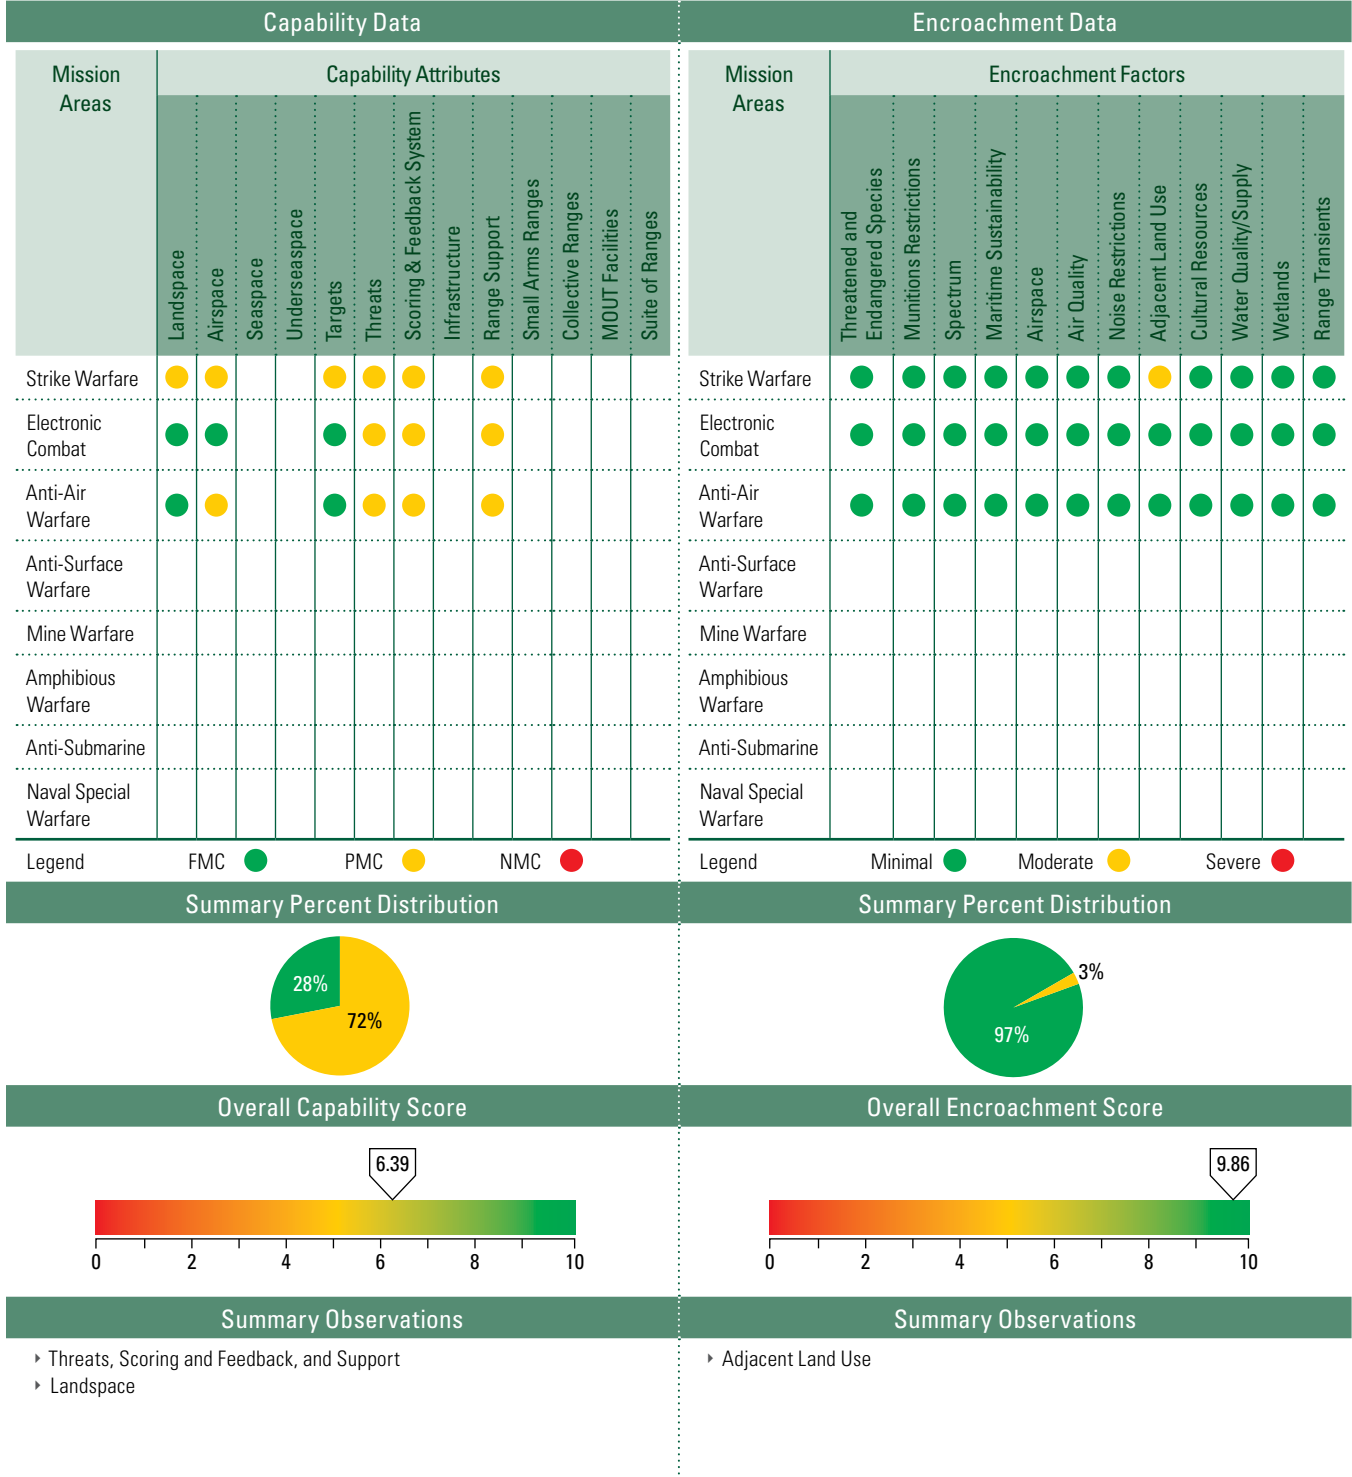 Capability Data
Mission
Areas
Capability Attributes
Landspace
Airspace
Seaspace
Underseaspace
Targets
Threats
Scoring & Feedback System
Infrastructure
Range Support
Small Arms Ranges
Collective Ranges
MOUT Facilities
Suite of Ranges
Strike Warfare
Electronic
Combat
Anti-Air
Warfare
Anti-Surface
Warfare
Mine Warfare
Amphibious
Warfare
Anti-Submarine
Naval Special
Warfare
Legend FMC PMC NMC
Summary Percent Distribution
28%
72%
Overall Capability Score
6.39
0 2 4 6 8 10
Summary Observations
Threats, Scoring and Feedback, and Support
Landspace
Encroachment Data
Mission
Areas
Encroachment Factors
Threatened and
Endangered Species
Munitions Restrictions
Spectrum
Maritime Sustainability
Airspace
Air Quality
Noise Restrictions
Adjacent Land Use
Cultural Resources
Water Quality/Supply
Wetlands
Range Transients
Strike Warfare
Electronic
Combat
Anti-Air
Warfare
Anti-Surface
Warfare
Mine Warfare
Amphibious
Warfare
Anti-Submarine
Naval Special
Warfare
Legend Minimal Moderate Severe
Summary Percent Distribution
3%
97%
Overall Encroachment Score
9.86
0 2 4 6 8 10
Summary Observations
Adjacent Land Use